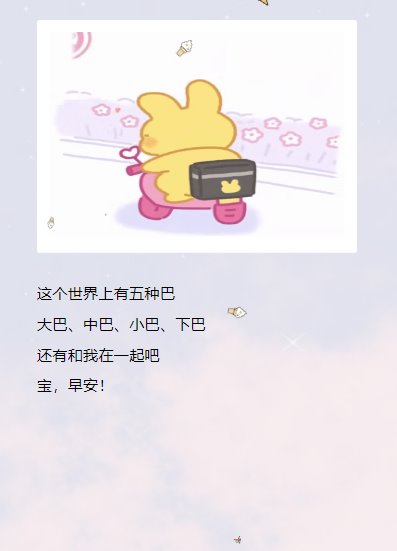 这个世界上有五种巴
大巴、中巴、小巴、下巴
还有和我在一起吧
宝，早安！